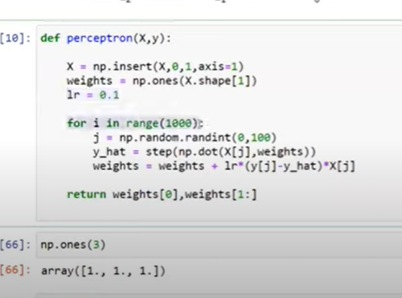 [10]: def perceptron(X,y):
X = np.insert(X,0,1,axis=1)
weights = np.ones(X.shape[1])
lr = 0.1
for i in range(1000):
j = np.random.randint(0,100)
y_hat = step(np.dot(X[j],weights))
weights = weights + lr*(y[j]-y_hat)*X[j]
return weights[0],weights[1:]
[66]: np.ones(3)
[66]: array([1., 1., 1.])